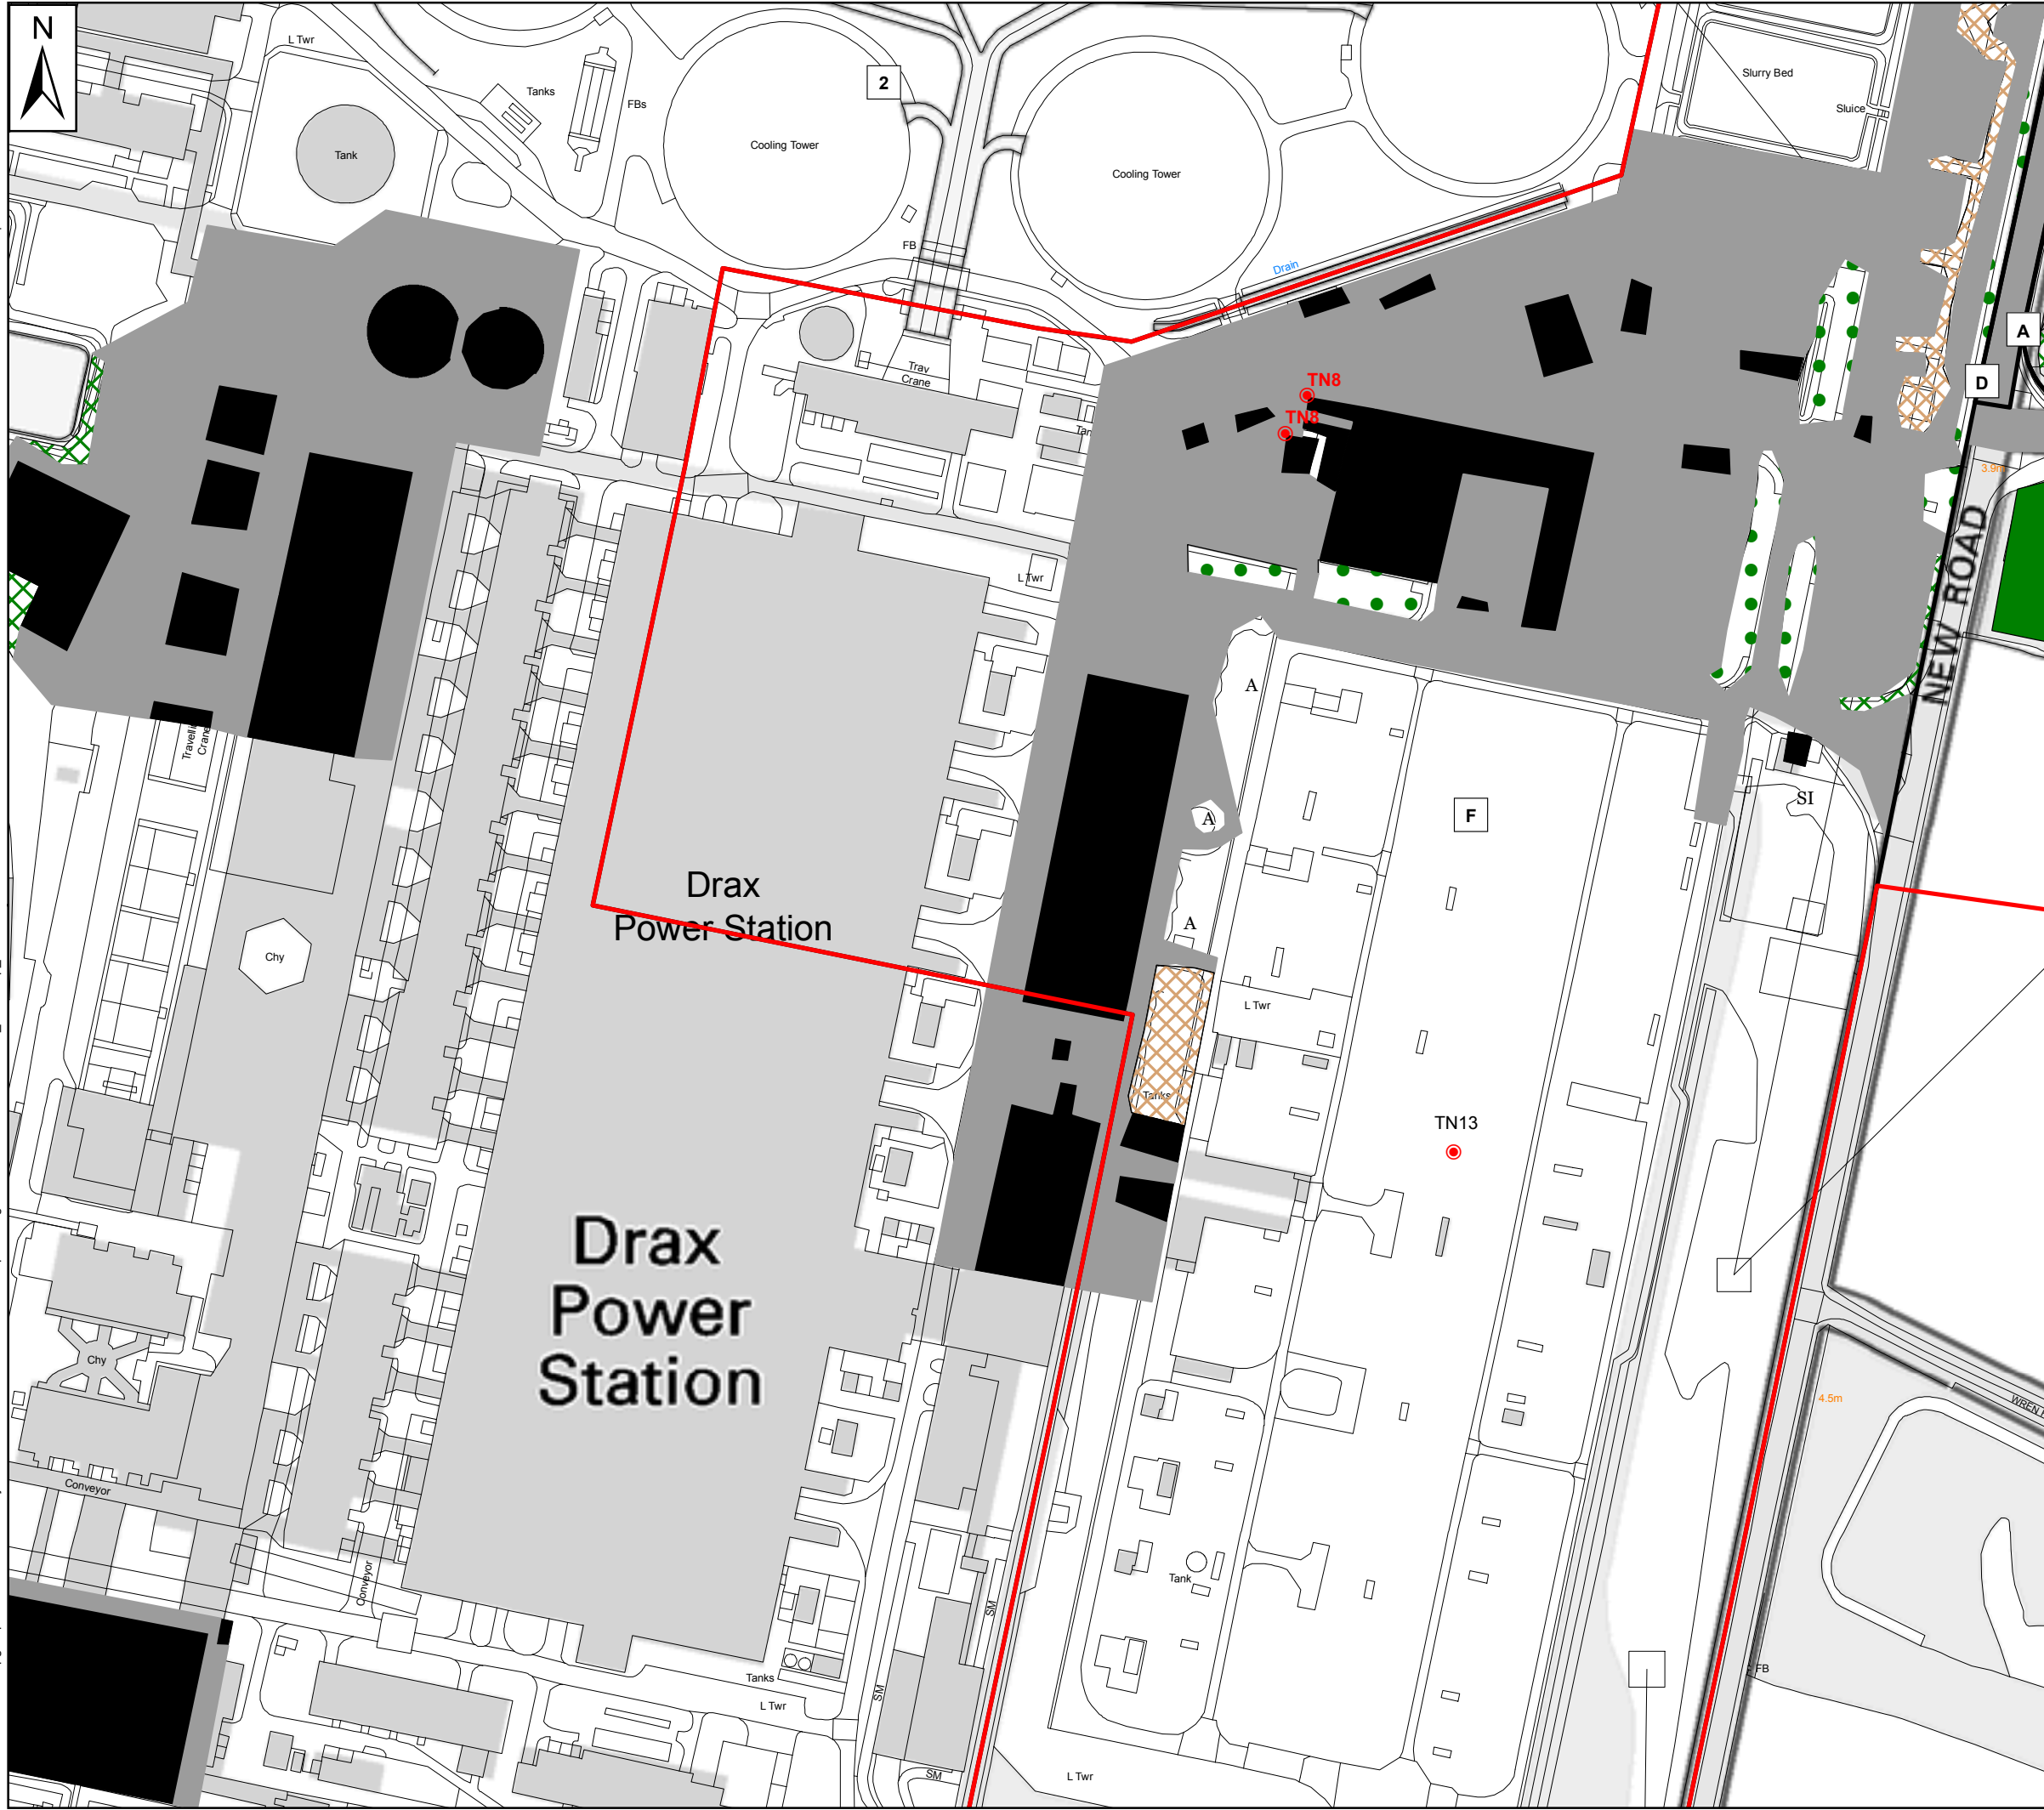 N
L Twr
Tanks
FBs
2
Slurry Bed
Sluice
Tank
Cooling Tower
Cooling Tower
FB
Drain
A
Trav
Crane
TN8
D
TN8
3.9m
L Twr
NEW ROAD
A
Crane
SI
A
F
Drax
Power Station
A
Chy
L Twr
Tanks
TN13
Drax
Power
Station
Chy
4.5m
Conveyor
Conveyor
Tank
SM
FB
Tanks
SM
L Twr
SM
L Twr